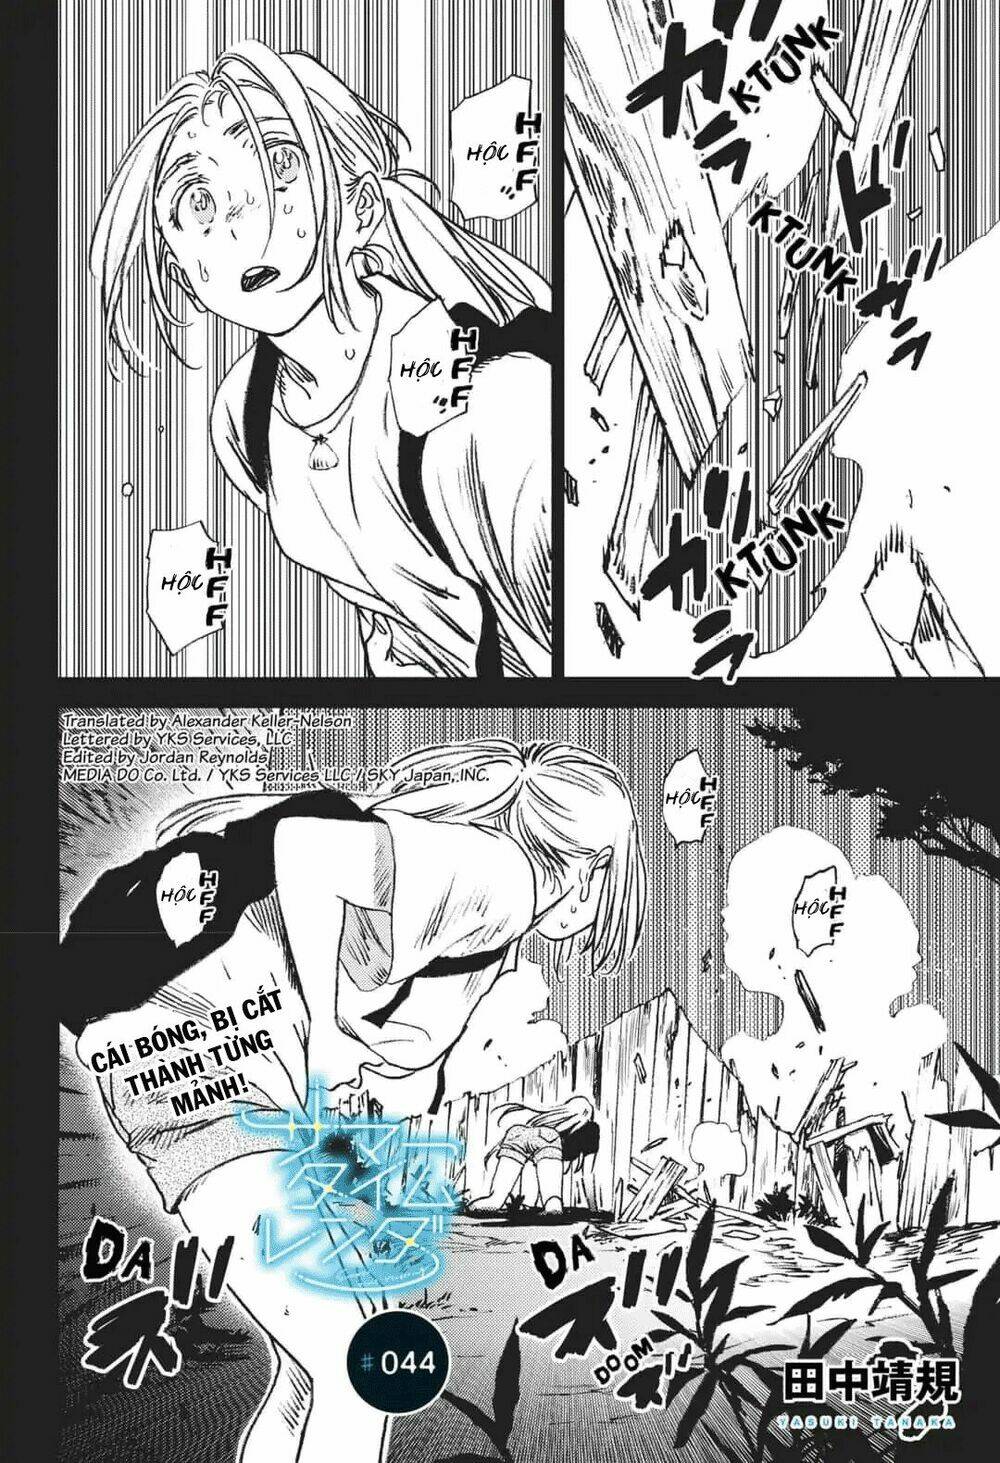 ガラ
KTUNK
KTUNK
ドガ
KTUNK
ガラ
HFF
HỘC
HFF
HỘC
HFF
HỘC
Translated by Alexander Keller-Nelson
Lettered by YKS Services, LLC
Edited by Jordan Reynolds
MEDIA DO Co. Ltd. / YKS Services LLC / SKY Japan, INC.
HFF
HỘC
HFF
HỘC
HFF
HỘC
CÁI BÓNG, BỊ CẮT
THÀNH TỪNG
MẢNH!
サマー
タイム
レンダ
#044
DA
ズ
DA
ズ
DOOM
田中靖規
YASUKI TANAKA